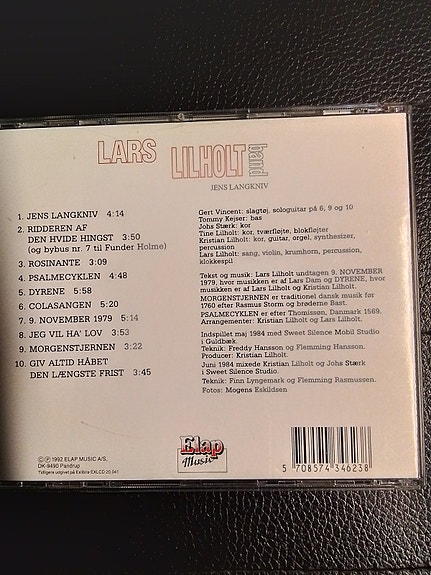 LARS
LILHOLT band
JENS LANGKNIV
1. JENS LANGKNIV 4:14
2. RIDDEREN AF
DEN HVIDE HINGST 3:50
(og bybus nr. 7 til Funder Holme)
3. ROSINANTE 3:09
4. PSALMECYKLEN 4:48
5. DYRENE 5:58
6. COLASANGEN 5:20
7. 9. NOVEMBER 1979 5:14
8. JEG VIL HA' LOV 3:53
9. MORGENSTJERNEN 3:22
10. GIV ALTID HÅBET
DEN LÆNGSTE FRIST 3:45
Gert Vincent: slagtøj, sologuitar på 6, 9 og 10
Tommy Kejser: bas
Johs Stærk: kor
Tine Lilholt: kor, tværfløjte, blokfløjter
Kristian Lilholt: kor, guitar, orgel, synthesizer,
percussion
Lars Lilholt: sang, violin, krumhorn, percussion,
klokkespil
Tekst og musik: Lars Lilholt undtagen 9. NOVEMBER
1979, hvor musikken er af Lars Dam og DYRENE, hvor
musikken er af Lars Lilholt og Kristian Lilholt.
MORGENSTJERNEN er traditionel dansk musik før
1760 efter Rasmus Storm og brødrene Bast.
PSALMECYKLEN er efter Thomissøn, Danmark 1569.
Arrangementer: Kristian Lilholt og Lars Lilholt.
Indspillet maj 1984 med Sweet Silence Mobil Studio
i Guldbæk.
Teknik: Freddy Hansson og Flemming Hansson.
Producer: Kristian Lilholt.
Juni 1984 mixede Kristian Lilholt og Johs Stærk
i Sweet Silence Studio.
Teknik: Finn Lyngemark og Flemming Rasmussen.
Fotos: Mogens Eskildsen
© ℗ 1992 ELAP MUSIC A/S,
DK-9490 Pandrup
Tidligere udgivet på Exlibris EXLCD 20 041
Elap
Music
5 708574 346238